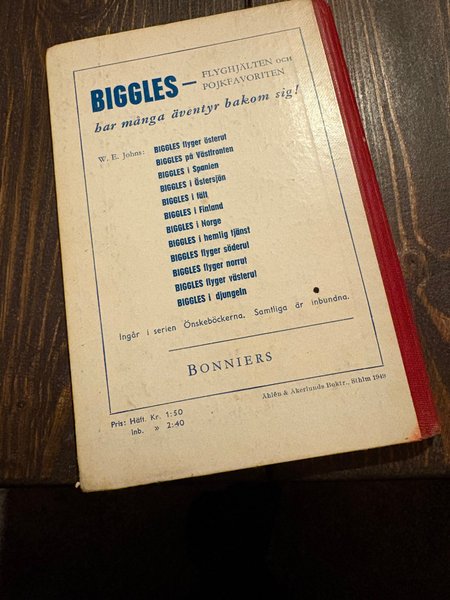 BIGGLES — FLYGHJÄLTEN OCH
POJKFAVORITEN
har många äventyr bakom sig!
W. E. Johns: BIGGLES flyger österut
BIGGLES på Västfronten
BIGGLES i Spanien
BIGGLES i Östersjön
BIGGLES i fält
BIGGLES i Finland
BIGGLES i Norge
BIGGLES i hemlig tjänst
BIGGLES flyger söderut
BIGGLES flyger norrut
BIGGLES flyger västerut
BIGGLES i djungeln
Ingår i serien Önskeböckerna. Samtliga är inbundna.
BONNIERS
Pris: Häft. Kr. 1:50
Inb. » 2:40
Åhlén & Åkerlunds Boktr., Sthlm 1949